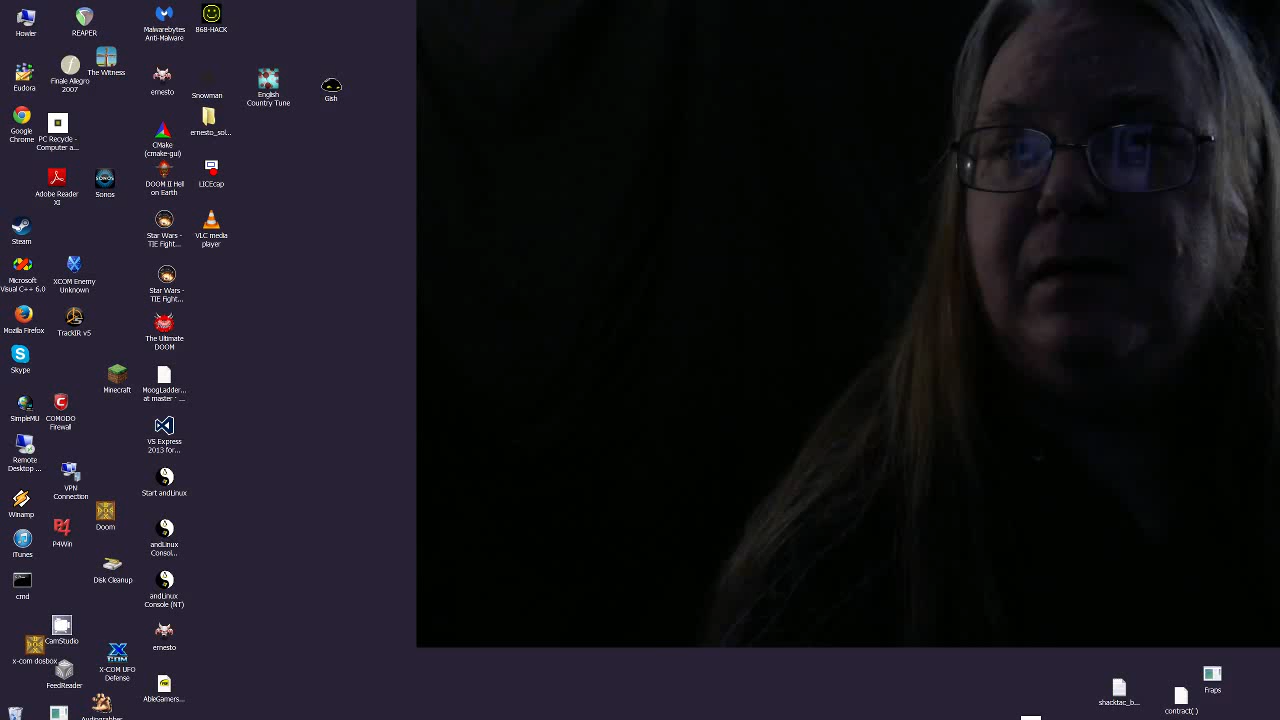 Howler
REAPER
Malwarebytes
Anti-Malware
868-HACK
Eudora
Finale Allegro
2007
The Witness
ernesto
Snowman
English
Country Tune
Gish
Google
Chrome
PC Recycle -
Computer a...
CMake
(cmake-gui)
ernesto_sol...
Adobe Reader
XI
Sonos
DOOM II Hell
on Earth
LICEcap
Steam
Star Wars -
TIE Fight...
VLC media
player
Microsoft
Visual C++ 6.0
XCOM Enemy
Unknown
Star Wars -
TIE Fight...
Mozilla Firefox
TrackIR v5
The Ultimate
DOOM
Skype
Minecraft
MoogLadder...
at master - ...
SimpleMU
COMODO
Firewall
VS Express
2013 for...
Remote
Desktop ...
VPN
Connection
Start andLinux
Winamp
DOS
Doom
P4
P4Win
andLinux
Consol...
iTunes
Disk Cleanup
andLinux
Console (NT)
cmd
CamStudio
ernesto
DOS
x-com dosbox
X
COM
X-COM UFO
Defense
FeedReader
AbleGamers...
Audiograbber
shacktac_b...
contract( )
Fraps